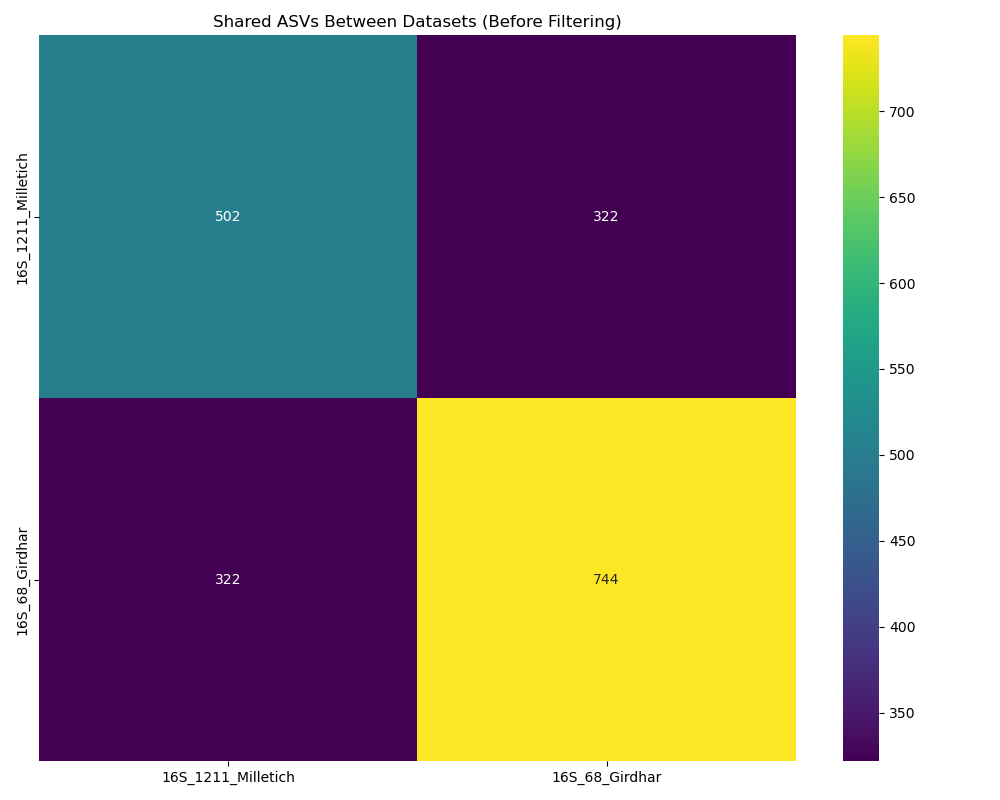 Shared ASVs Between Datasets (Before Filtering)
16S_1211_Milletich
16S_68_Girdhar
502
322
322
744
16S_1211_Milletich
16S_68_Girdhar
700
650
600
550
500
450
400
350